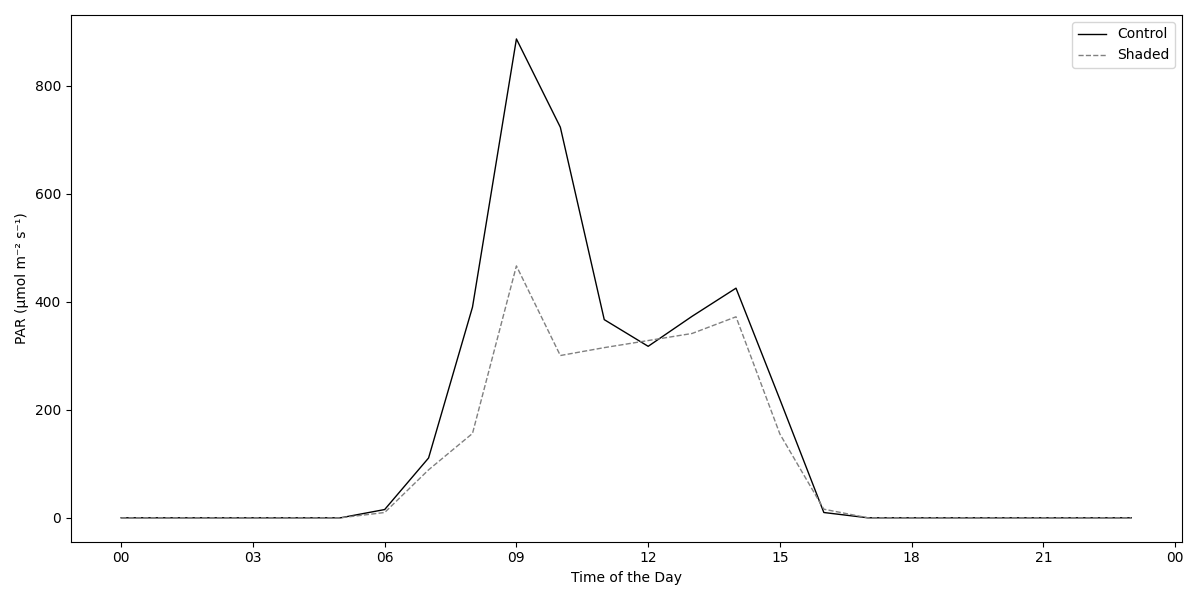 Control
Shaded
800
600
400
200
0
PAR (μmol m⁻² s⁻¹)
00 03 06 09 12 15 18 21 00
Time of the Day